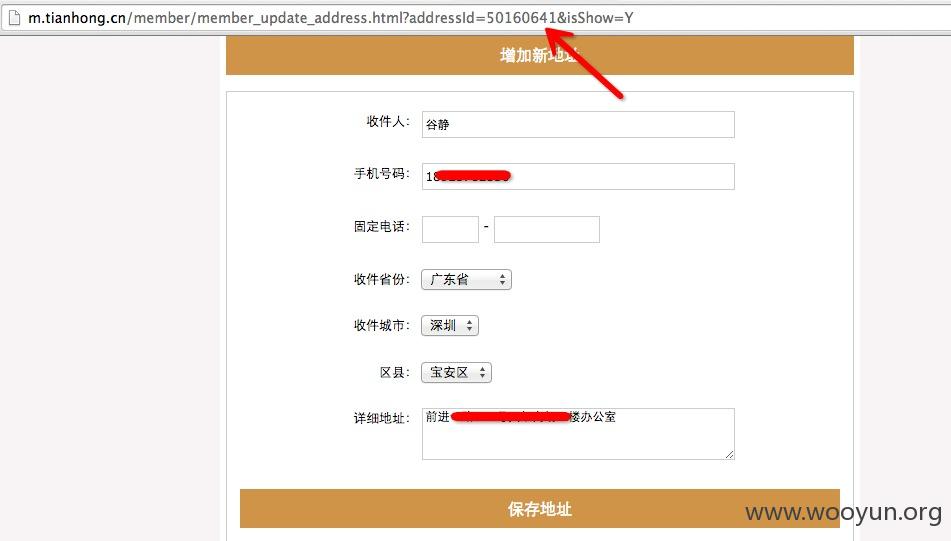 m.tianhong.cn/member/member_update_address.html?addressId=50160641&isShow=Y
增加新地址
收件人: 谷静
手机号码: 18
固定电话: -
收件省份: 广东省
收件城市: 深圳
区县: 宝安区
详细地址: 前进 楼办公室
保存地址
www.wooyun.org